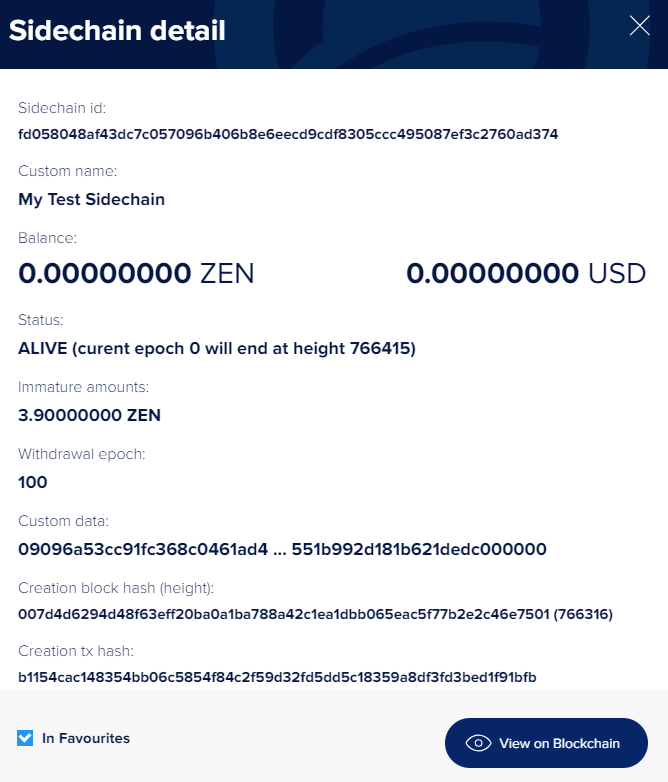 Sidechain detail
Sidechain id:
fd058048af43dc7c057096b406b8e6eecd9cdf8305ccc495087ef3c2760ad374
Custom name:
My Test Sidechain
Balance:
0.00000000 ZEN 0.00000000 USD
Status:
ALIVE (curent epoch 0 will end at height 766415)
Immature amounts:
3.90000000 ZEN
Withdrawal epoch:
100
Custom data:
09096a53cc91fc368c0461ad4 ... 551b992d181b621dedc000000
Creation block hash (height):
007d4d6294d48f63eff20ba0a1ba788a42c1ea1dbb065eac5f77b2e2c46e7501 (766316)
Creation tx hash:
b1154cac148354bb06c5854f84c2f59d32fd5dd5c18359a8df3fd3bed1f91bfb
In Favourites
View on Blockchain